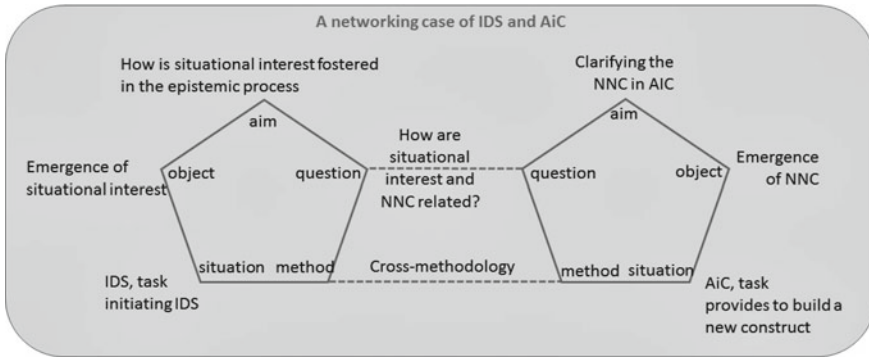 A networking case of IDS and AiC
How is situational interest fostered
in the epistemic process
Clarifying the
NNC in AIC
aim
aim
How are
situational
interest and
NNC related?
Emergence of
situational interest
object
question
question
object
Emergence
of NNC
situation
method
Cross-methodology
method
situation
IDS, task
initiating IDS
AiC, task
provides to build a
new construct